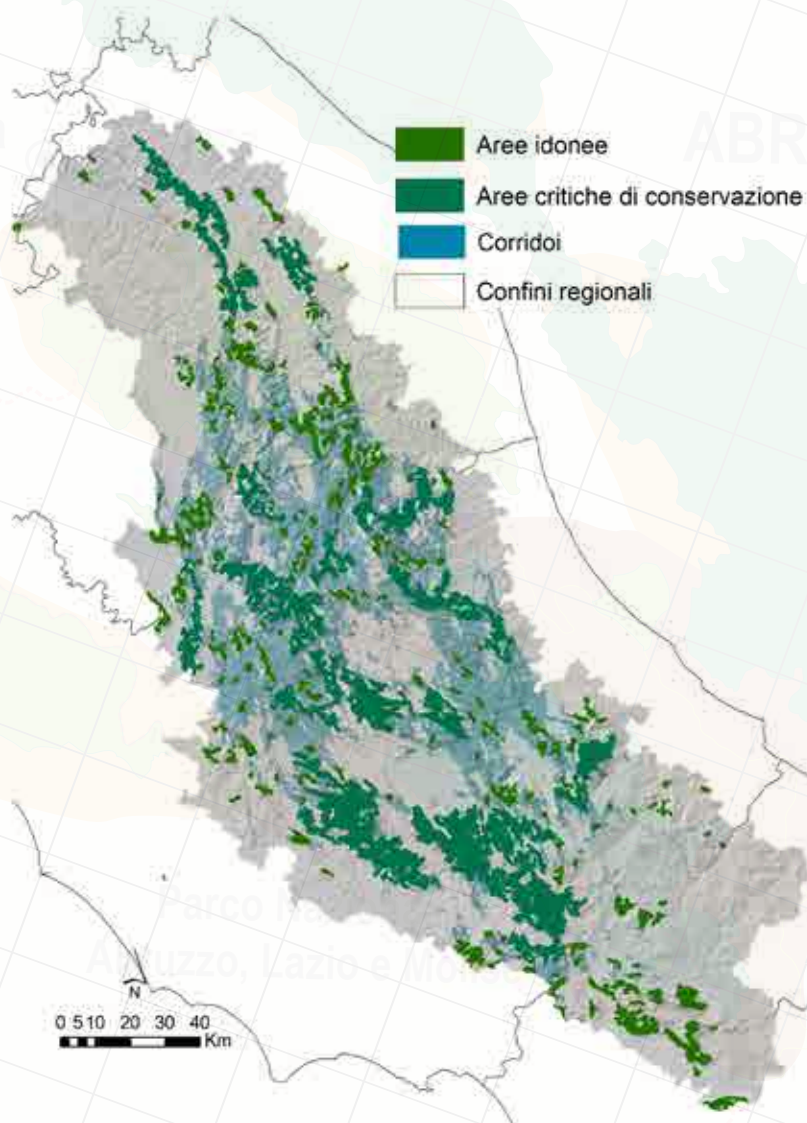 ABR
Aree idonee
Aree critiche di conservazione
Corridoi
Confini regionali
Parco Na
Abruzzo, Lazio e Molise
N
0 5 10 20 30 40
Km